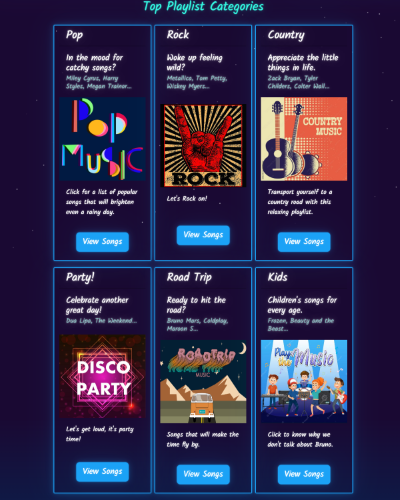 Top Playlist Categories
Pop
In the mood for
catchy songs?
Miley Cyrus, Harry
Styles, Megan Trainor...
Pop
Music
Click for a list of popular
songs that will brighten
even a rainy day.
View Songs
Rock
Woke up feeling
wild?
Metallica, Tom Petty,
Wiskey Myers...
ROCK
Let's Rock on!
View Songs
Country
Appreciate the little
things in life.
Zack Bryan, Tyler
Childers, Colter Wall...
COUNTRY
MUSIC
Transport yourself to a
country road with this
relaxing playlist.
View Songs
Party!
Celebrate another
great day!
Dua Lipa, The Weekend...
DISCO
PARTY
Let's get loud, it's party
time!
View Songs
Road Trip
Ready to hit the
road?
Bruno Mars, Coldplay,
Maroon 5...
ROADTRIP
MUSIC
Songs that will make the
time fly by.
View Songs
Kids
Children's songs for
every age.
Frozen, Beauty and the
Beast...
Music
Click to know why we
don't talk about Bruno.
View Songs